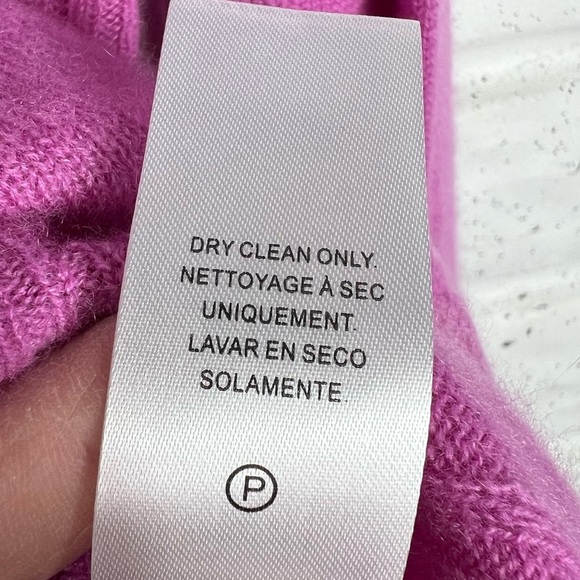 DRY CLEAN ONLY.
NETTOYAGE À SEC
UNIQUEMENT.
LAVAR EN SECO
SOLAMENTE.
P